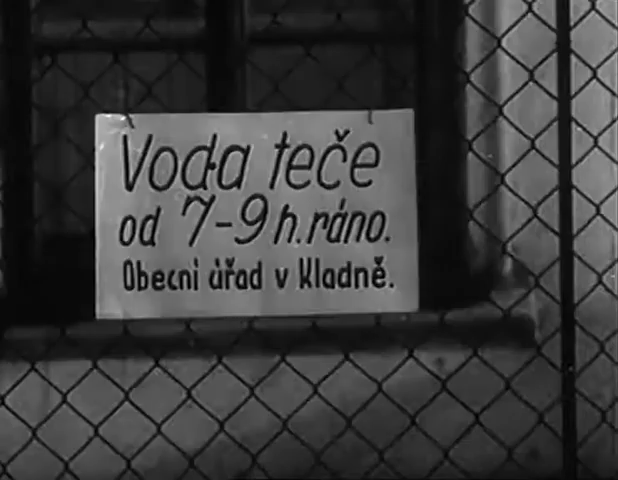 Voda teče
od 7-9 h. ráno.
Obecní úřad v Kladně.